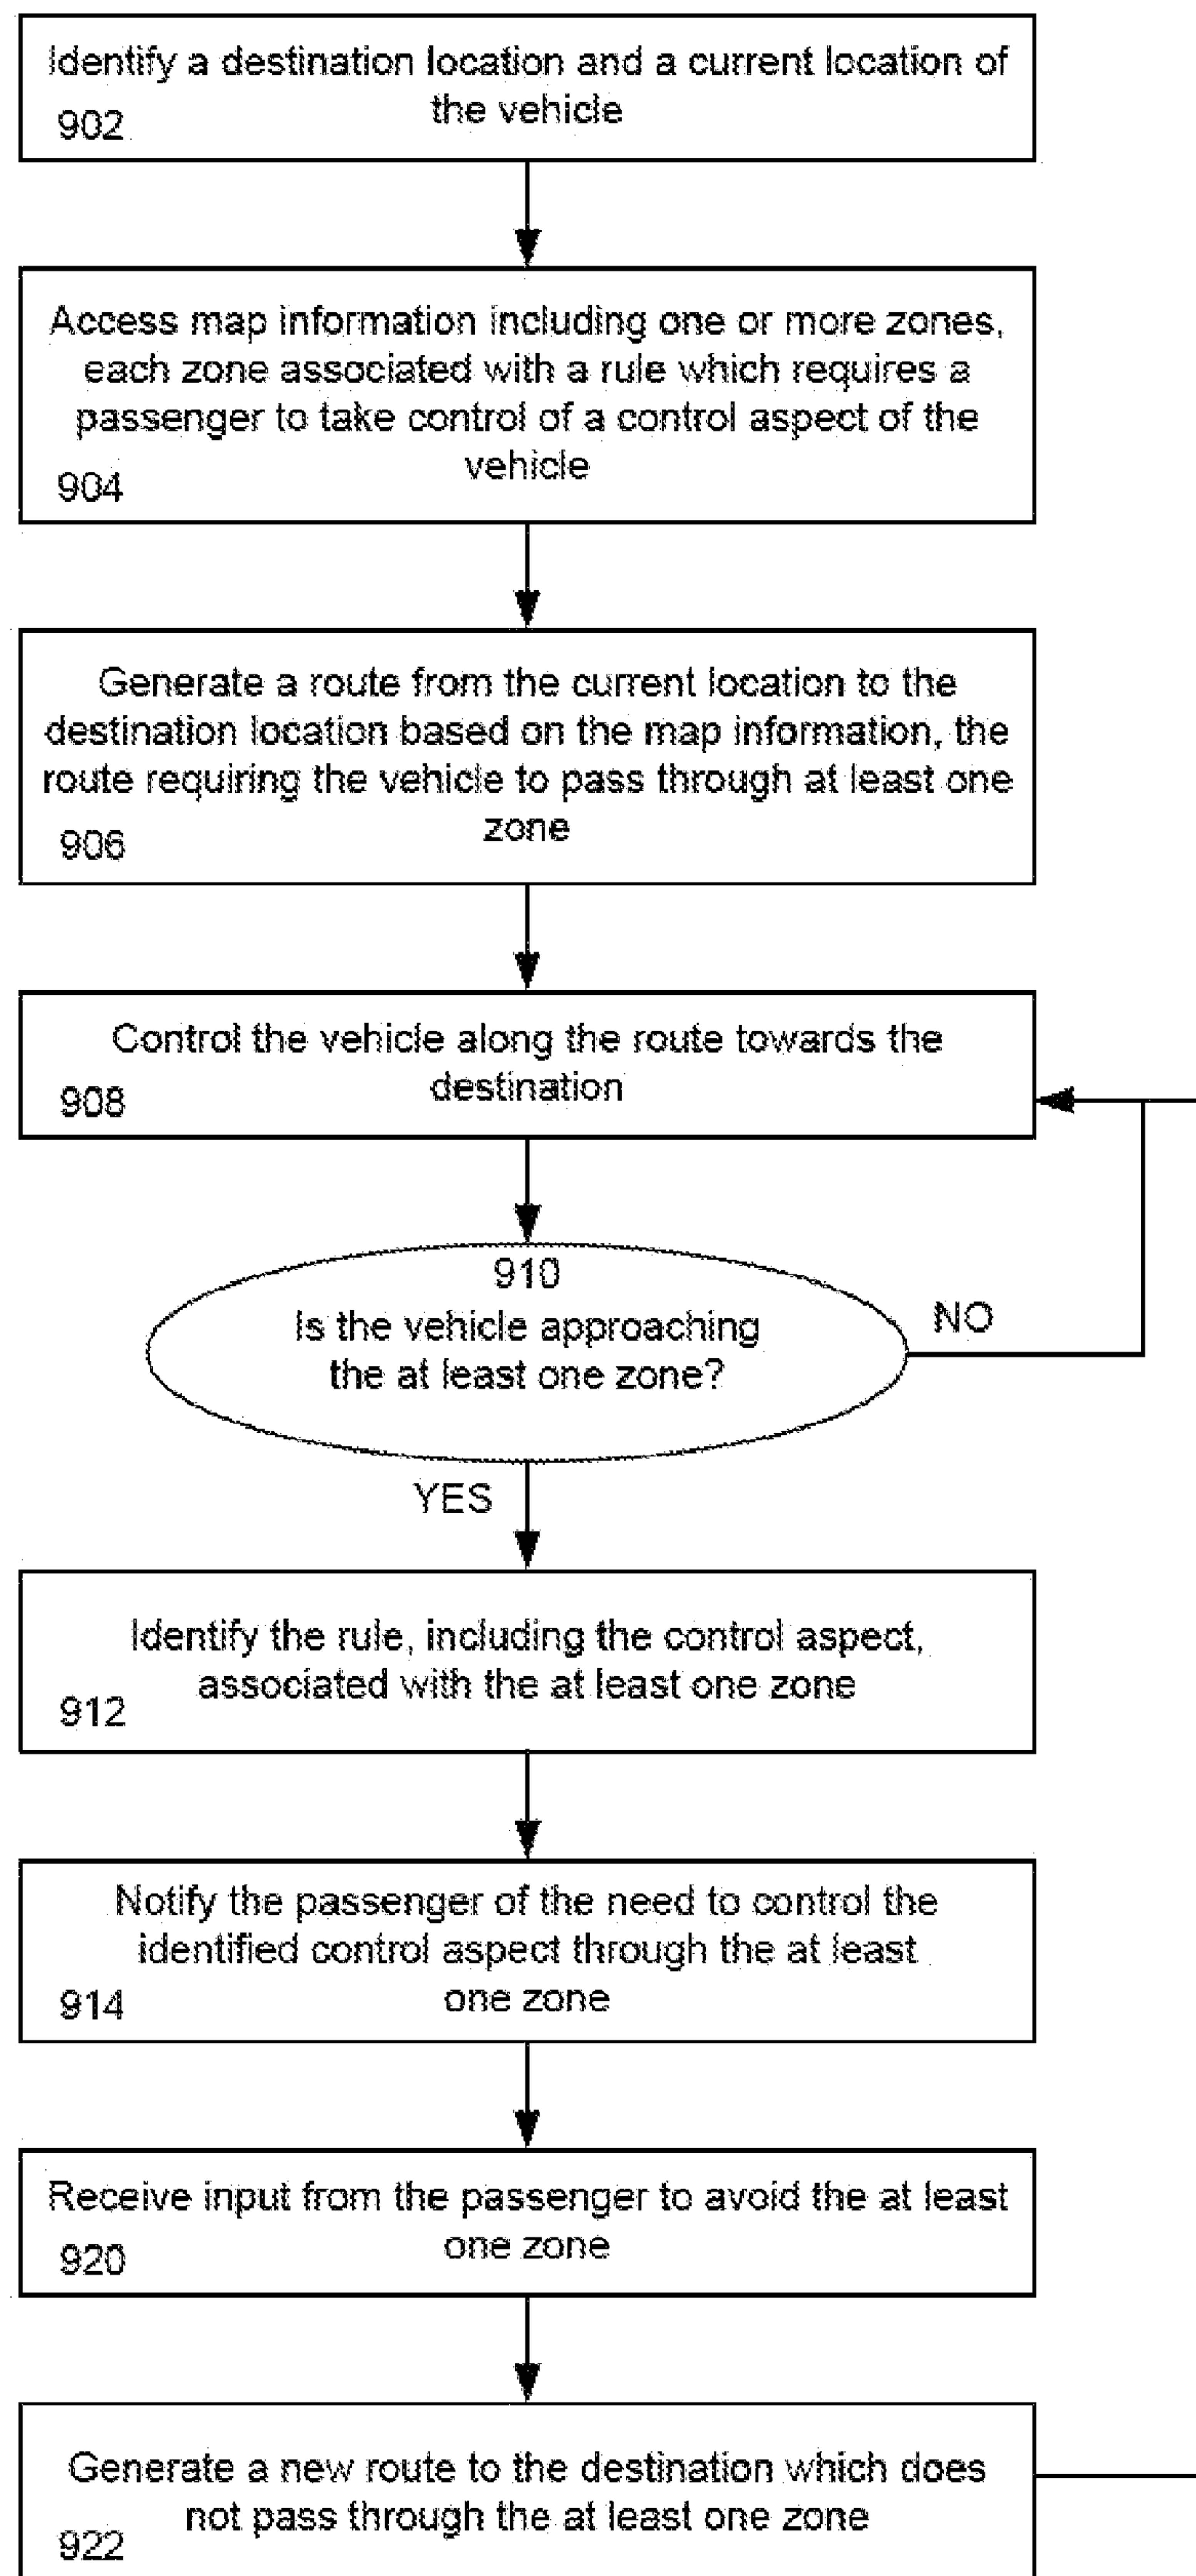 Identify a destination location and a current location of
the vehicle
902
Access map information including one or more zones,
each zone associated with a rule which requires a
passenger to take control of a control aspect of the
vehicle
904
Generate a route from the current location to the
destination location based on the map information, the
route requiring the vehicle to pass through at least one
zone
906
Control the vehicle along the route towards the
destination
908
910
Is the vehicle approaching
the at least one zone?
NO
YES
Identify the rule, including the control aspect,
associated with the at least one zone
912
Notify the passenger of the need to control the
identified control aspect through the at least
one zone
914
Receive input from the passenger to avoid the at least
one zone
920
Generate a new route to the destination which does
not pass through the at least one zone
922